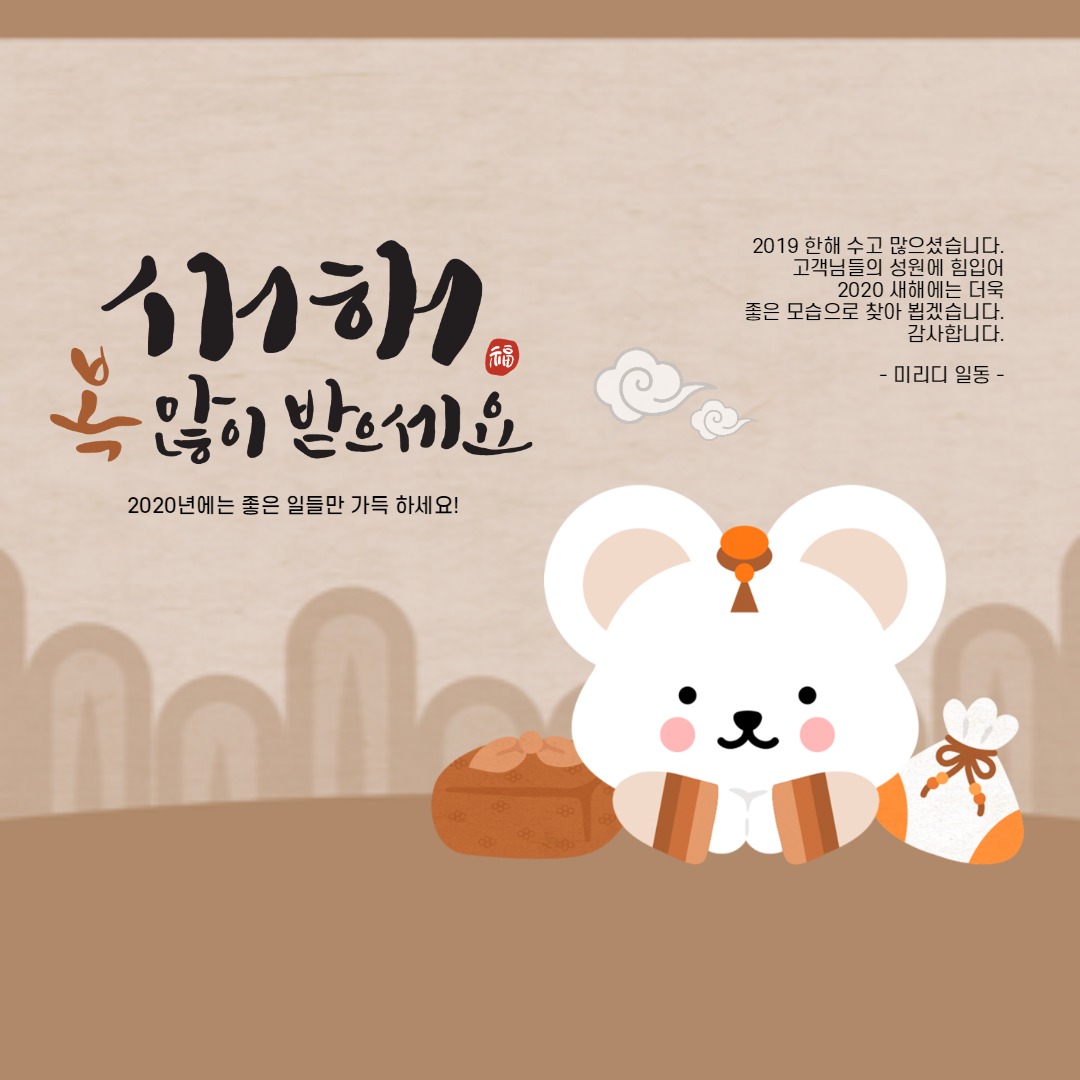 새해
福
복 많이 받으세요
2020년에는 좋은 일들만 가득 하세요!
2019 한해 수고 많으셨습니다.
고객님들의 성원에 힘입어
2020 새해에는 더욱
좋은 모습으로 찾아 뵙겠습니다.
감사합니다.
- 미리디 일동 -